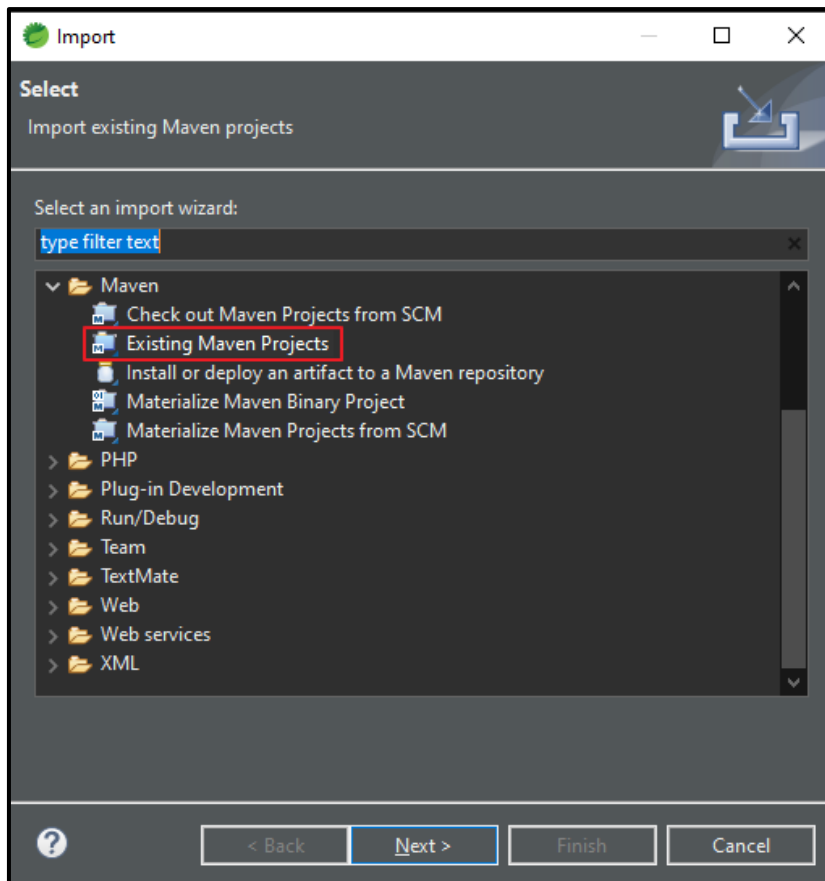 Import
Select
Import existing Maven projects
Select an import wizard:
type filter text
Maven
Check out Maven Projects from SCM
Existing Maven Projects
Install or deploy an artifact to a Maven repository
Materialize Maven Binary Project
Materialize Maven Projects from SCM
PHP
Plug-in Development
Run/Debug
Team
TextMate
Web
Web services
XML
< Back Next > Finish Cancel